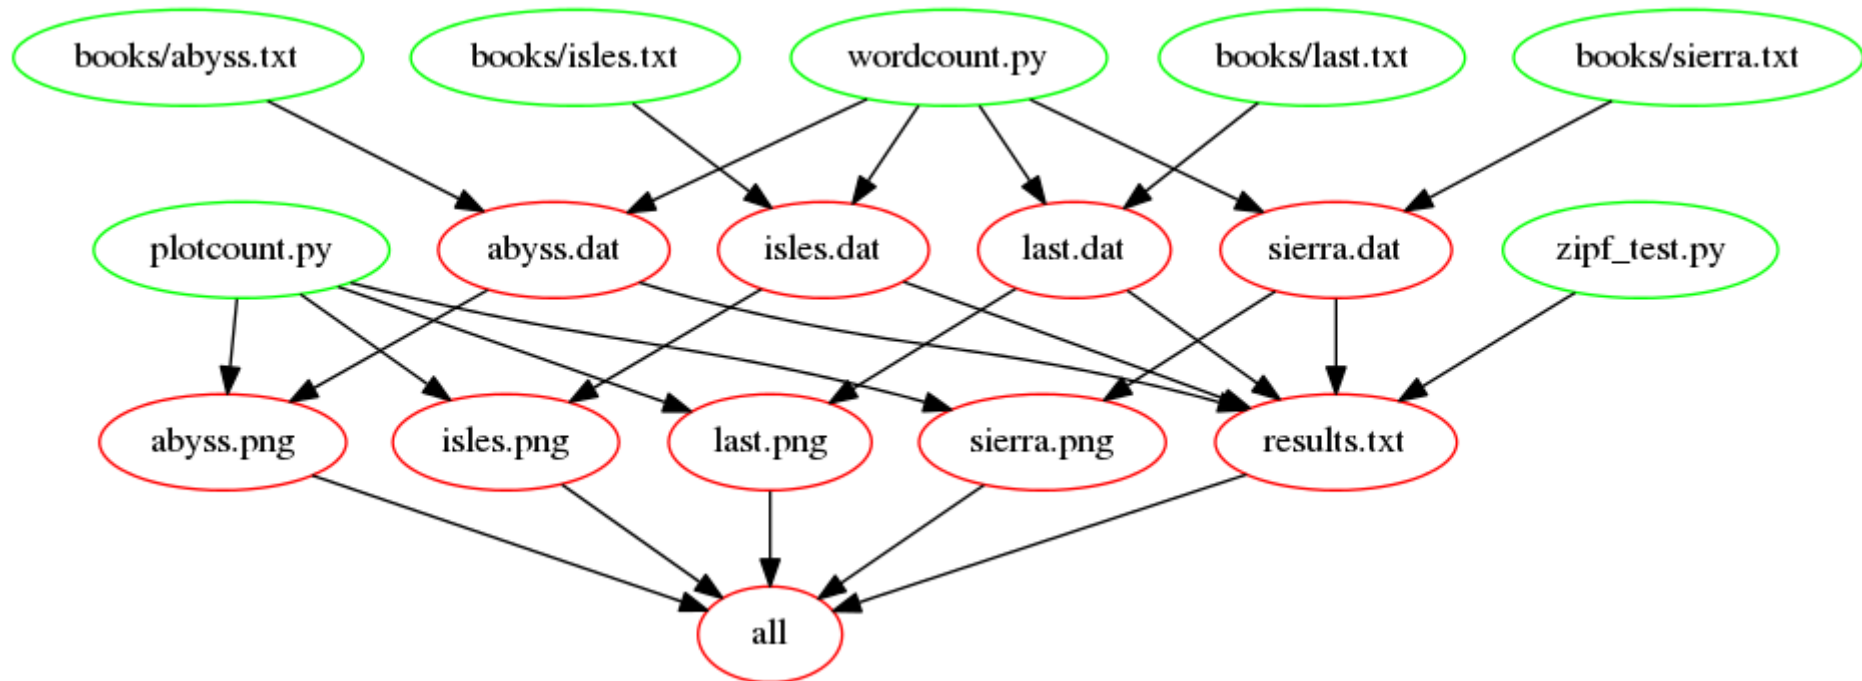 books/abyss.txt
books/isles.txt
wordcount.py
books/last.txt
books/sierra.txt
plotcount.py
abyss.dat
isles.dat
last.dat
sierra.dat
zipf_test.py
abyss.png
isles.png
last.png
sierra.png
results.txt
all